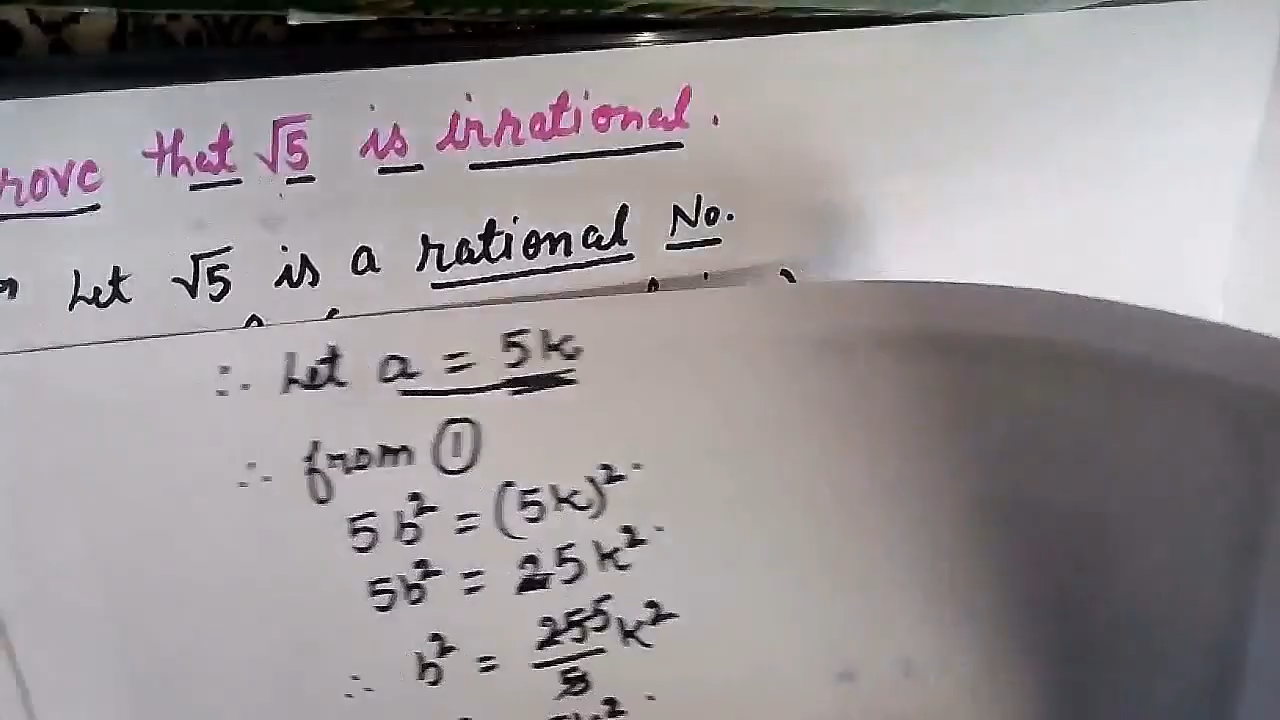 rove that √5 is irrational.
Let √5 is a rational No.
∴ Let a = 5k
∴ from ①
5b² = (5k)²
5b² = 25k²
∴ b² = 25/5 5k²